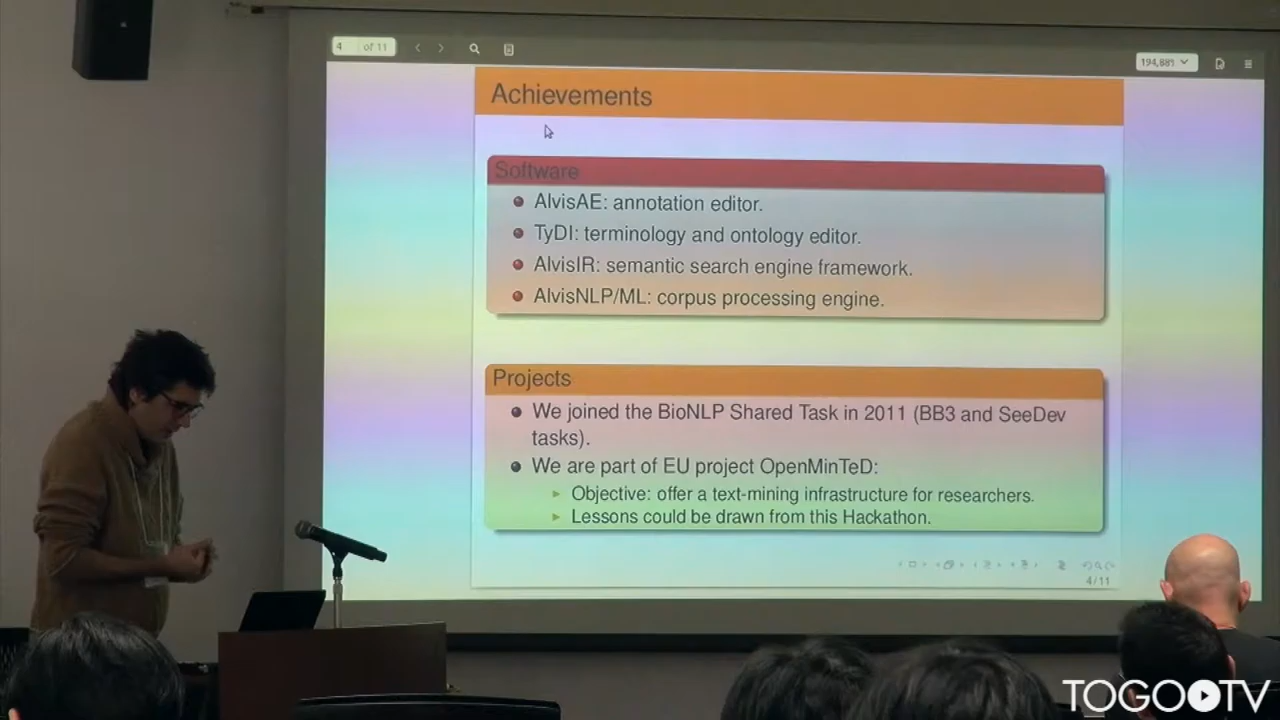 4 of 11
194,88%
Achievements
Software
AlvisAE: annotation editor.
TyDI: terminology and ontology editor.
AlvisIR: semantic search engine framework.
AlvisNLP/ML: corpus processing engine.
Projects
We joined the BioNLP Shared Task in 2011 (BB3 and SeeDev
tasks).
We are part of EU project OpenMinTeD:
Objective: offer a text-mining infrastructure for researchers.
Lessons could be drawn from this Hackathon.
4/11
TOGOTV